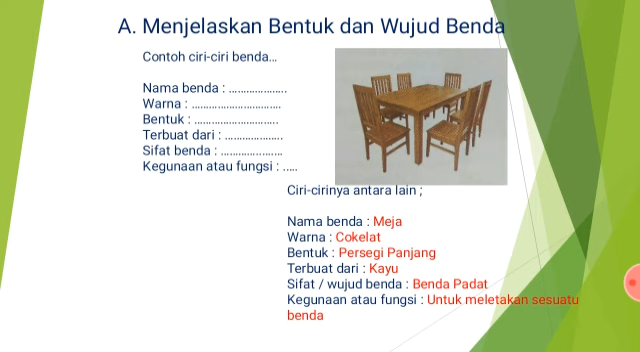 A. Menjelaskan Bentuk dan Wujud Benda
Contoh ciri-ciri benda...
Nama benda : ...................
Warna : ..............................
Bentuk : ............................
Terbuat dari : ...................
Sifat benda : .....................
Kegunaan atau fungsi : .....
Ciri-cirinya antara lain ;
Nama benda : Meja
Warna : Cokelat
Bentuk : Persegi Panjang
Terbuat dari : Kayu
Sifat / wujud benda : Benda Padat
Kegunaan atau fungsi : Untuk meletakan sesuatu
benda